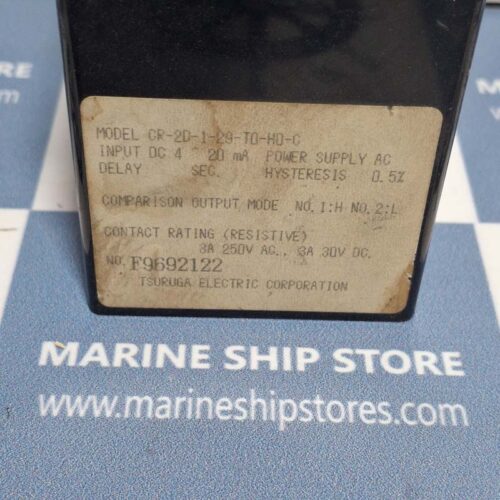 MODEL CR-2D-1-29-TO-HO-C
INPUT DC 4 ~ 20 mA POWER SUPPLY AC
DELAY SEC. HYSTERESIS 0.5%
COMPARISON OUTPUT MODE NO.1:H NO.2:L
CONTACT RATING (RESISTIVE)
3A 250V AC., 3A 30V DC.
NO. F9692122
TSURUGA ELECTRIC CORPORATION
MARINE SHIP STORE
www.marineshipstores.com